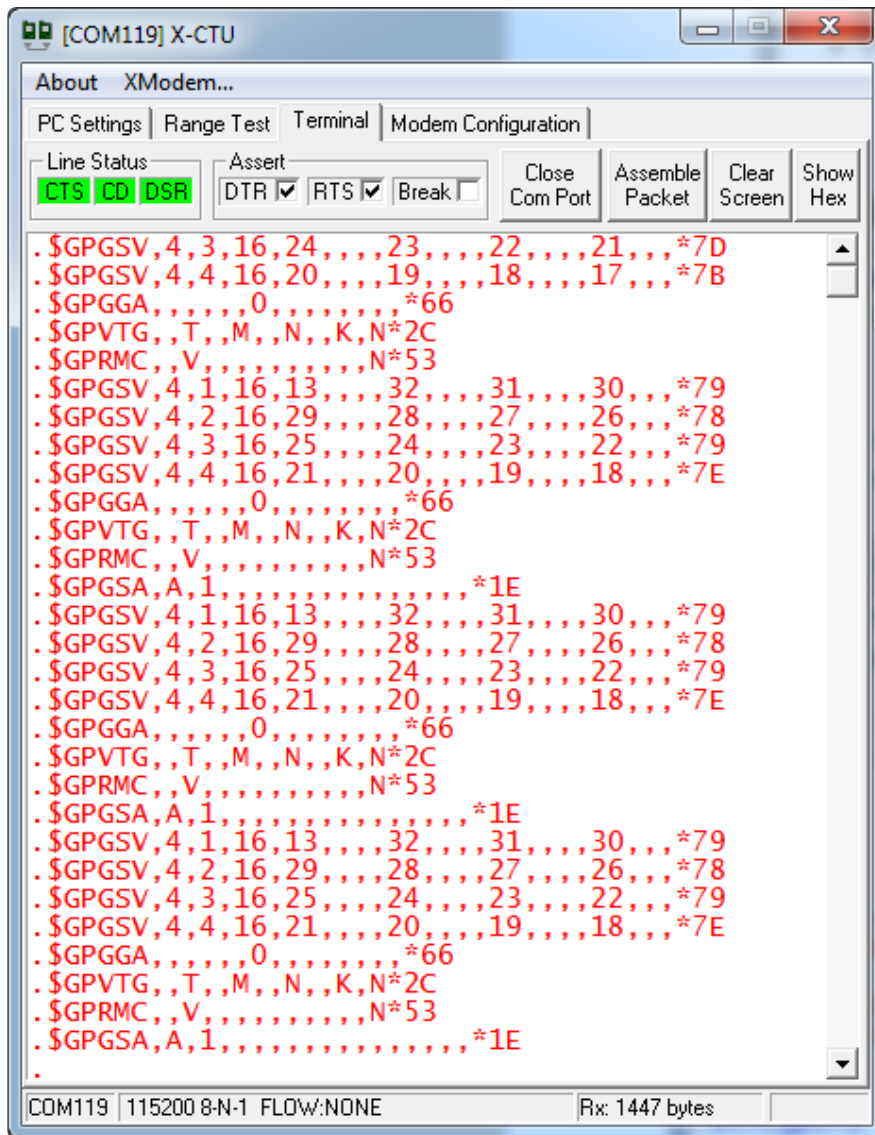 [COM119] X-CTU
About XModem...
PC Settings Range Test Terminal Modem Configuration
Line Status Assert
CTS CD DSR DTR RTS Break Close Com Port Assemble Packet Clear Screen Show Hex
.$GPGSV,4,3,16,24,,,,23,,,,22,,,,21,,,*7D
.$GPGSV,4,4,16,20,,,,19,,,,18,,,,17,,,*7B
.$GPGGA,,,,,,0,,,,,,,,*66
.$GPVTG,,T,,M,,N,,K,N*2C
.$GPRMC,,V,,,,,,,,,,N*53
.$GPGSV,4,1,16,13,,,,32,,,,31,,,,30,,,*79
.$GPGSV,4,2,16,29,,,,28,,,,27,,,,26,,,*78
.$GPGSV,4,3,16,25,,,,24,,,,23,,,,22,,,*79
.$GPGSV,4,4,16,21,,,,20,,,,19,,,,18,,,*7E
.$GPGGA,,,,,,0,,,,,,,,*66
.$GPVTG,,T,,M,,N,,K,N*2C
.$GPRMC,,V,,,,,,,,,,N*53
.$GPGSA,A,1,,,,,,,,,,,,,,,*1E
.$GPGSV,4,1,16,13,,,,32,,,,31,,,,30,,,*79
.$GPGSV,4,2,16,29,,,,28,,,,27,,,,26,,,*78
.$GPGSV,4,3,16,25,,,,24,,,,23,,,,22,,,*79
.$GPGSV,4,4,16,21,,,,20,,,,19,,,,18,,,*7E
.$GPGGA,,,,,,0,,,,,,,,*66
.$GPVTG,,T,,M,,N,,K,N*2C
.$GPRMC,,V,,,,,,,,,,N*53
.$GPGSA,A,1,,,,,,,,,,,,,,,*1E
.$GPGSV,4,1,16,13,,,,32,,,,31,,,,30,,,*79
.$GPGSV,4,2,16,29,,,,28,,,,27,,,,26,,,*78
.$GPGSV,4,3,16,25,,,,24,,,,23,,,,22,,,*79
.$GPGSV,4,4,16,21,,,,20,,,,19,,,,18,,,*7E
.$GPGGA,,,,,,0,,,,,,,,*66
.$GPVTG,,T,,M,,N,,K,N*2C
.$GPRMC,,V,,,,,,,,,,N*53
.$GPGSA,A,1,,,,,,,,,,,,,,,*1E
.
COM119 115200 8-N-1 FLOW:NONE Rx: 1447 bytes